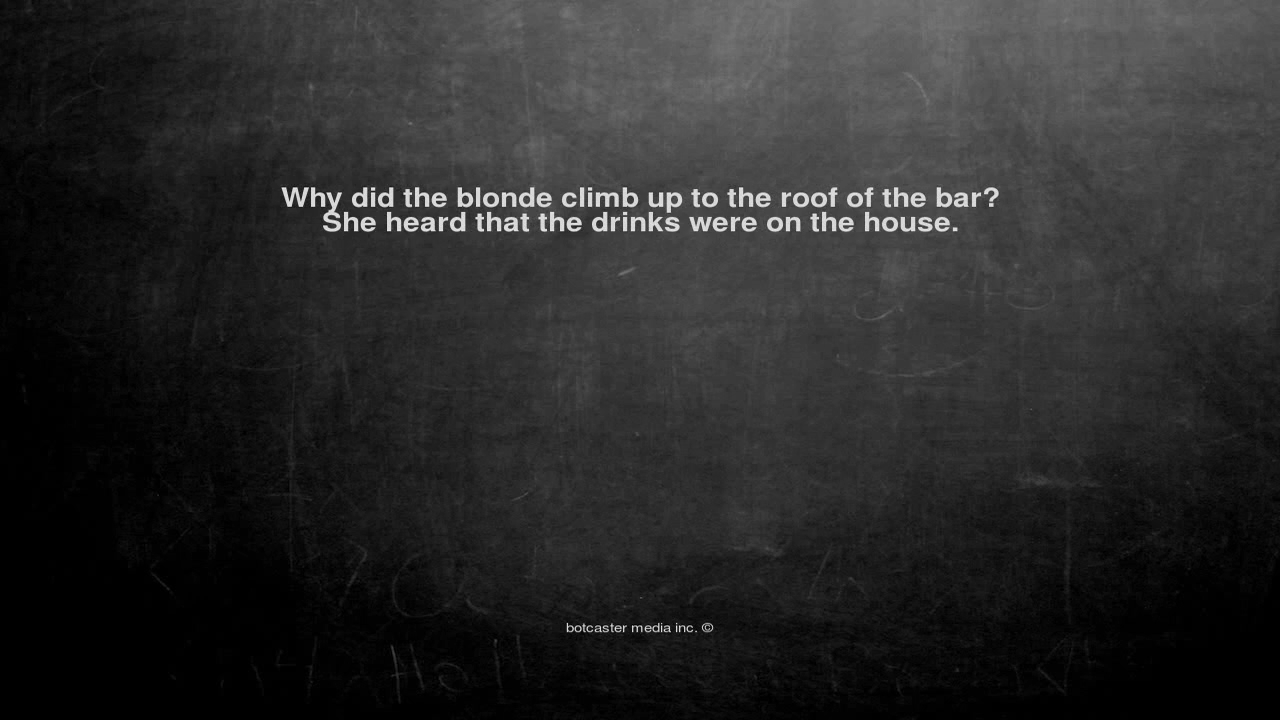 Why did the blonde climb up to the roof of the bar?
She heard that the drinks were on the house.
botcaster media inc. ©